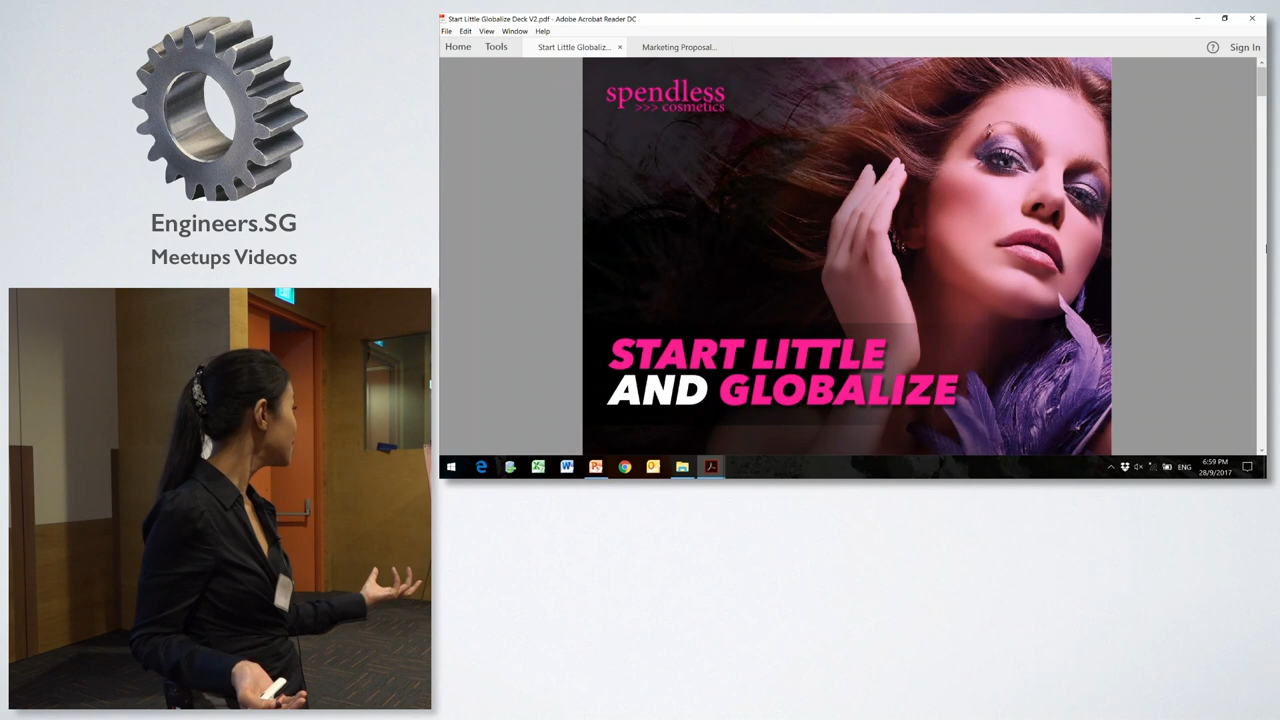 Engineers.SG
Meetups Videos
Start Little Globalize Deck V2.pdf - Adobe Acrobat Reader DC
File Edit View Window Help
Home Tools Start Little Globaliz... × Marketing Proposal... ? Sign In
spendless
>>> cosmetics
START LITTLE
AND GLOBALIZE
ENG
6:59 PM
28/9/2017